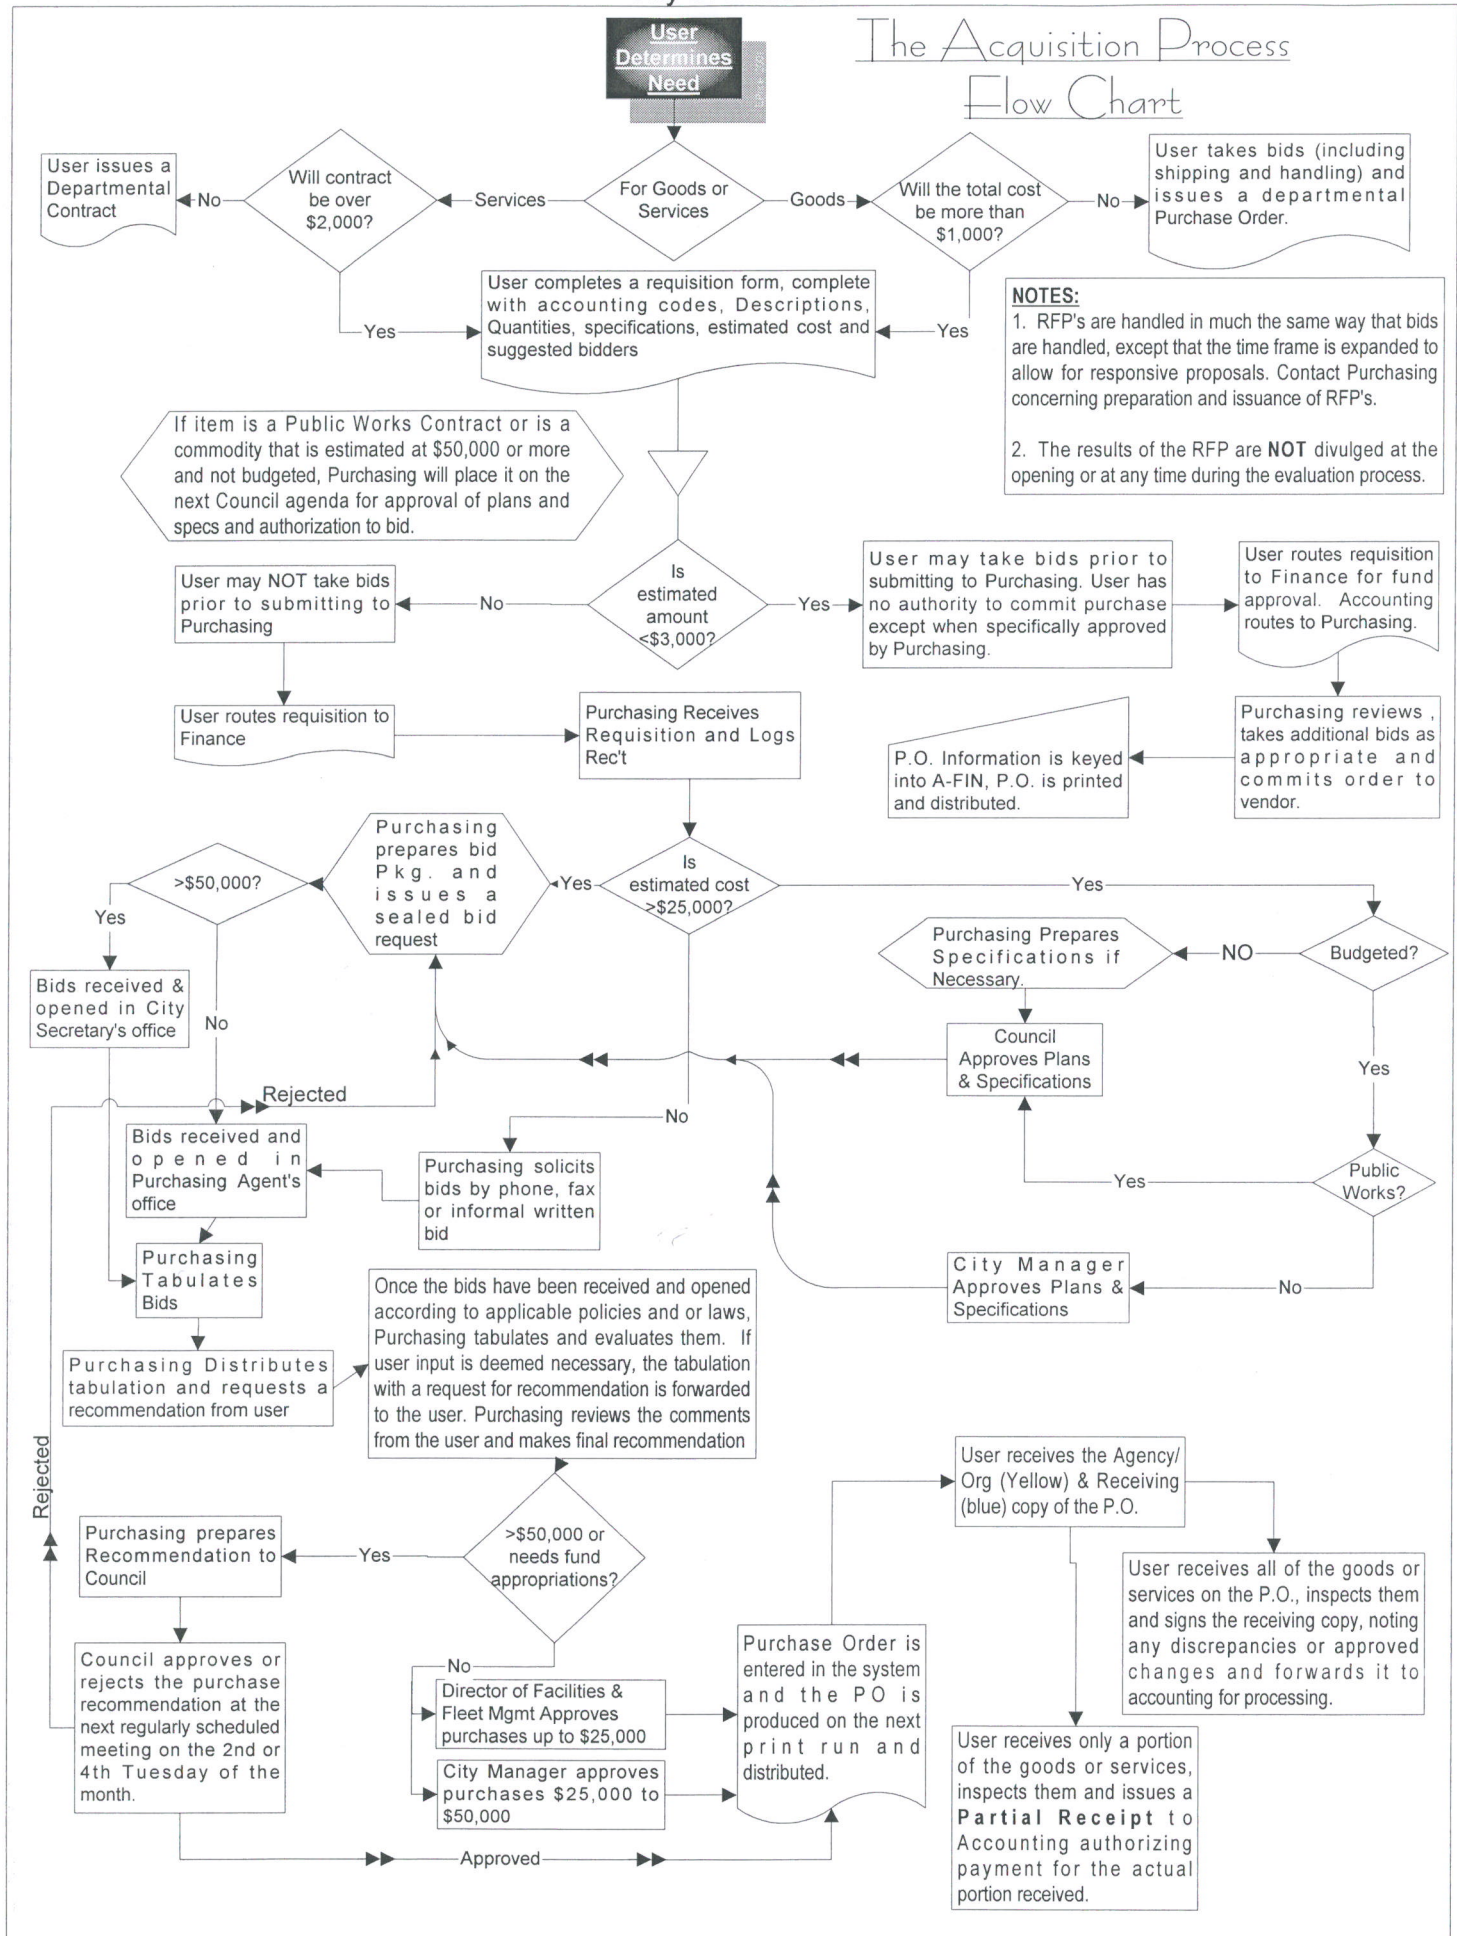 User
Determines
Need
The Acquisition Process
Flow Chart
User issues a
Departmental
Contract
No
Will contract
be over
$2,000?
Services
For Goods or
Services
Goods
Will the total cost
be more than
$1,000?
No
User takes bids (including
shipping and handling) and
issues a departmental
Purchase Order.
Yes
User completes a requisition form, complete
with accounting codes, Descriptions,
Quantities, specifications, estimated cost and
suggested bidders
Yes
NOTES:
1. RFP's are handled in much the same way that bids
are handled, except that the time frame is expanded to
allow for responsive proposals. Contact Purchasing
concerning preparation and issuance of RFP's.
2. The results of the RFP are NOT divulged at the
opening or at any time during the evaluation process.
If item is a Public Works Contract or is a
commodity that is estimated at $50,000 or more
and not budgeted, Purchasing will place it on the
next Council agenda for approval of plans and
specs and authorization to bid.
User may NOT take bids
prior to submitting to
Purchasing
No
Is
estimated
amount
<$3,000?
Yes
User may take bids prior to
submitting to Purchasing. User has
no authority to commit purchase
except when specifically approved
by Purchasing.
User routes requisition
to Finance for fund
approval. Accounting
routes to Purchasing.
User routes requisition to
Finance
Purchasing Receives
Requisition and Logs
Rec't
P.O. Information is keyed
into A-FIN, P.O. is printed
and distributed.
Purchasing reviews ,
takes additional bids as
appropriate and
commits order to
vendor.
>$50,000?
Purchasing
prepares bid
Pkg. and
issues a
sealed bid
request
Yes
Is
estimated cost
>$25,000?
Yes
Yes
Purchasing Prepares
Specifications if
Necessary.
NO
Budgeted?
Bids received &
opened in City
Secretary's office
No
Council
Approves Plans
& Specifications
Yes
Rejected
No
Bids received and
opened in
Purchasing Agent's
office
Purchasing solicits
bids by phone, fax
or informal written
bid
Yes
Public
Works?
Purchasing
Tabulates
Bids
City Manager
Approves Plans &
Specifications
No
Once the bids have been received and opened
according to applicable policies and or laws,
Purchasing tabulates and evaluates them. If
user input is deemed necessary, the tabulation
with a request for recommendation is forwarded
to the user. Purchasing reviews the comments
from the user and makes final recommendation
Purchasing Distributes
tabulation and requests a
recommendation from user
Rejected
User receives the Agency/
Org (Yellow) & Receiving
(blue) copy of the P.O.
Purchasing prepares
Recommendation to
Council
Yes
>$50,000 or
needs fund
appropriations?
User receives all of the goods or
services on the P.O., inspects them
and signs the receiving copy, noting
any discrepancies or approved
changes and forwards it to
accounting for processing.
Council approves or
rejects the purchase
recommendation at the
next regularly scheduled
meeting on the 2nd or
4th Tuesday of the
month.
No
Director of Facilities &
Fleet Mgmt Approves
purchases up to $25,000
City Manager approves
purchases $25,000 to
$50,000
Purchase Order is
entered in the system
and the PO is
produced on the next
print run and
distributed.
User receives only a portion
of the goods or services,
inspects them and issues a
Partial Receipt to
Accounting authorizing
payment for the actual
portion received.
Approved